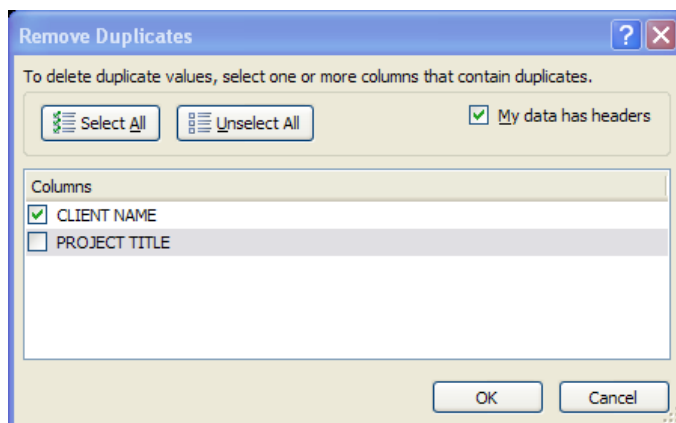 Remove Duplicates
To delete duplicate values, select one or more columns that contain duplicates.
Select All Unselect All My data has headers
Columns
CLIENT NAME
PROJECT TITLE
OK Cancel